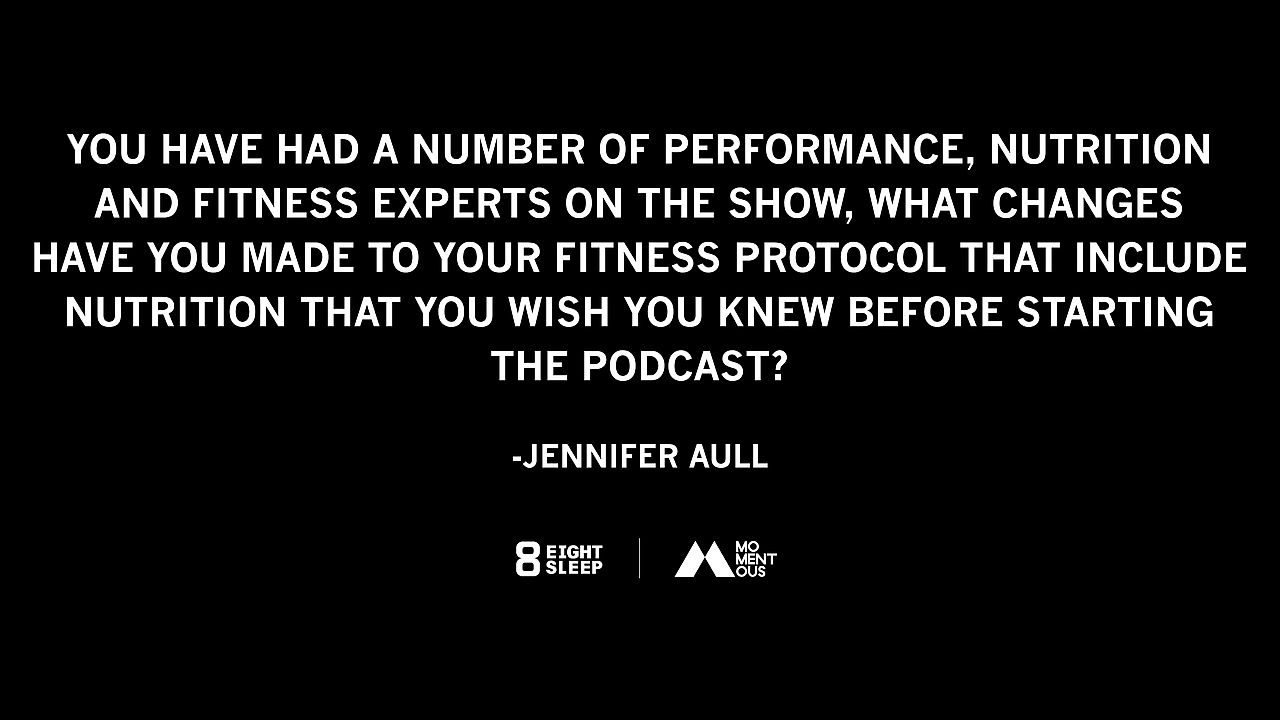 YOU HAVE HAD A NUMBER OF PERFORMANCE, NUTRITION
AND FITNESS EXPERTS ON THE SHOW, WHAT CHANGES
HAVE YOU MADE TO YOUR FITNESS PROTOCOL THAT INCLUDE
NUTRITION THAT YOU WISH YOU KNEW BEFORE STARTING
THE PODCAST?
-JENNIFER AULL
8 EIGHT
SLEEP
MO
MENT
OUS